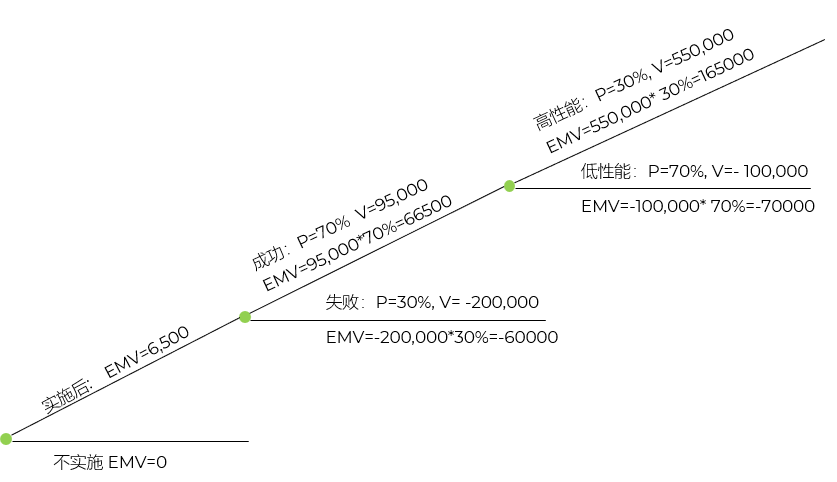 高性能：P=30%, V=550,000
EMV=550,000* 30%=165000
低性能：P=70%, V=- 100,000
EMV=-100,000* 70%=-70000
成功：P=70% V=95,000
EMV=95,000*70%=66500
失败：P=30%, V= -200,000
EMV=-200,000*30%=-60000
实施后: EMV=6,500
不实施 EMV=0